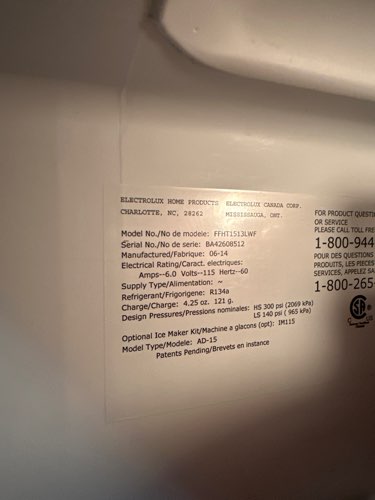 ELECTROLUX HOME PRODUCTS ELECTROLUX CANADA CORP.
CHARLOTTE, NC, 28262 MISSISSAUGA, ONT.
Model No./No de modele: FFHT1513LWF
Serial No./No de serie: BA42608512
Manufactured/Fabrique: 06-14
Electrical Rating/Caract. electriques:
Amps--6.0 Volts--115 Hertz--60
Supply Type/Alimentation: ~
Refrigerant/Frigorigene: R134a
Charge/Charge: 4.25 oz. 121 g.
Design Pressures/Pressions nominales: HS 300 psi (2069 kPa)
LS 140 psi ( 965 kPa)
Optional Ice Maker Kit/Machine a glacons (opt): IM115
Model Type/Modele: AD-15
Patents Pending/Brevets en instance
FOR PRODUCT QUESTI
OR SERVICE
PLEASE CALL TOLL FRE
1-800-944
POUR DES QUESTIONS
PRODUITS, LES PIECES
SERVICES, APPELEZ SA
1-800-265